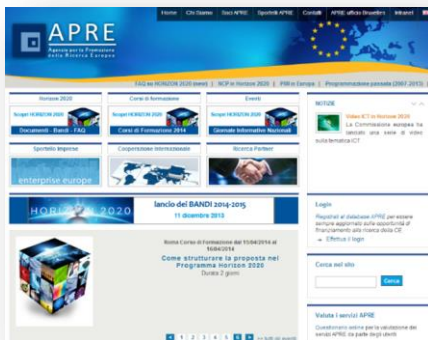 Home Chi Siamo Soci APRE Sportelli APRE Contatti APRE ufficio Bruxelles Intranet
APRE
Agenzia per la Promozione
della Ricerca Europea
FAQ su HORIZON 2020 (new) | NCP in Horizon 2020 | PMI in Europa | Programmazione passata (2007-2013)
Horizon 2020 Corsi di formazione Eventi
Scopri HORIZON 2020 Scopri HORIZON 2020 Scopri HORIZON 2020
Documenti - Bandi - FAQ Corsi di Formazione 2014 Giornate Informative Nazionali
Sportello Imprese Cooperazione Internazionale Ricerca Partner
enterprise europe
HORIZON 2020 lancio dei BANDI 2014-2015
11 dicembre 2013
Roma Corso di Formazione dal 15/04/2014 al
16/04/2014
Come strutturare la proposta nel
Programma Horizon 2020
Durata 2 giorni
1 2 3 4 5 6
NOTIZIE
Video ICT in Horizon 2020
La Commissione europea ha
lanciato una serie di video
sulla tematica ICT
Login
Registrati al database APRE per essere
sempre aggiornato sulle opportunità di
finanziamento alla ricerca della CE
Effettua il login
Cerca nel sito
Cerca
Valuta i servizi APRE
Questionario online per la valutazione dei
servizi APRE da parte degli utenti